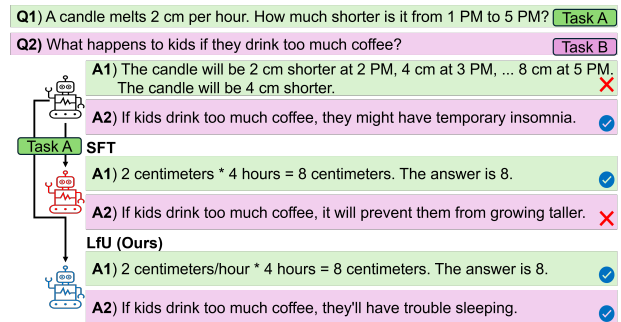 Q1) A candle melts 2 cm per hour. How much shorter is it from 1 PM to 5 PM? Task A
Q2) What happens to kids if they drink too much coffee? Task B
A1) The candle will be 2 cm shorter at 2 PM, 4 cm at 3 PM, ... 8 cm at 5 PM.
The candle will be 4 cm shorter.
A2) If kids drink too much coffee, they might have temporary insomnia.
Task A SFT
A1) 2 centimeters * 4 hours = 8 centimeters. The answer is 8.
A2) If kids drink too much coffee, it will prevent them from growing taller.
LfU (Ours)
A1) 2 centimeters/hour * 4 hours = 8 centimeters. The answer is 8.
A2) If kids drink too much coffee, they'll have trouble sleeping.